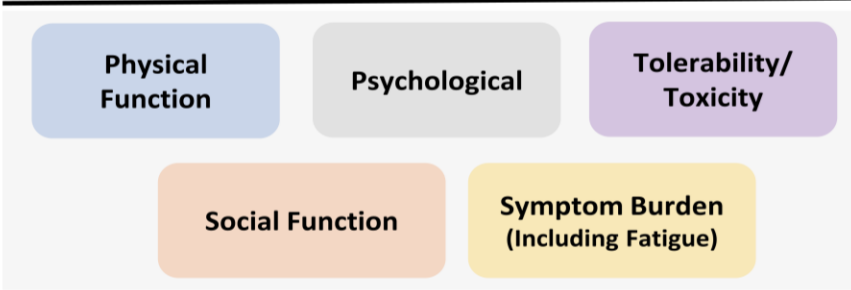 Physical
Function
Psychological
Tolerability/
Toxicity
Social Function
Symptom Burden
(Including Fatigue)